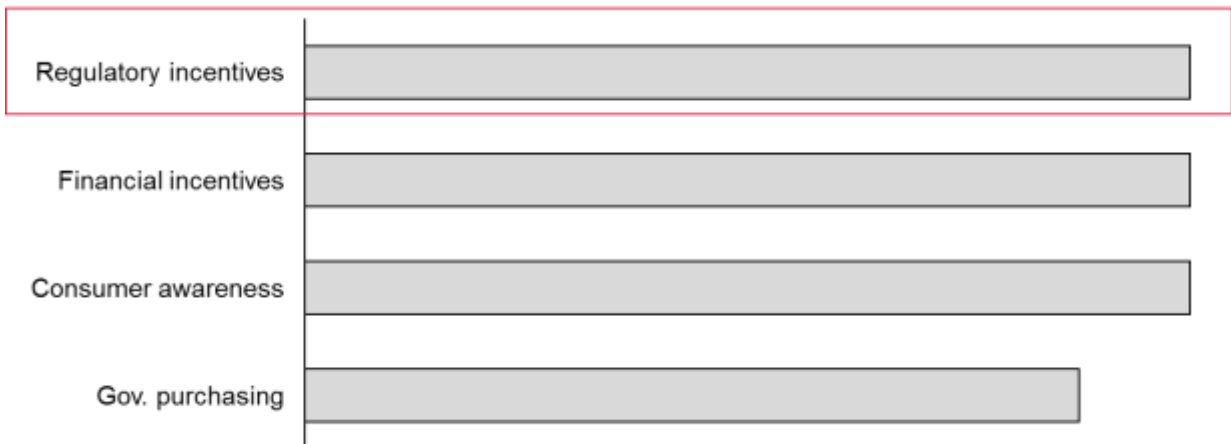 Regulatory incentives
Financial incentives
Consumer awareness
Gov. purchasing